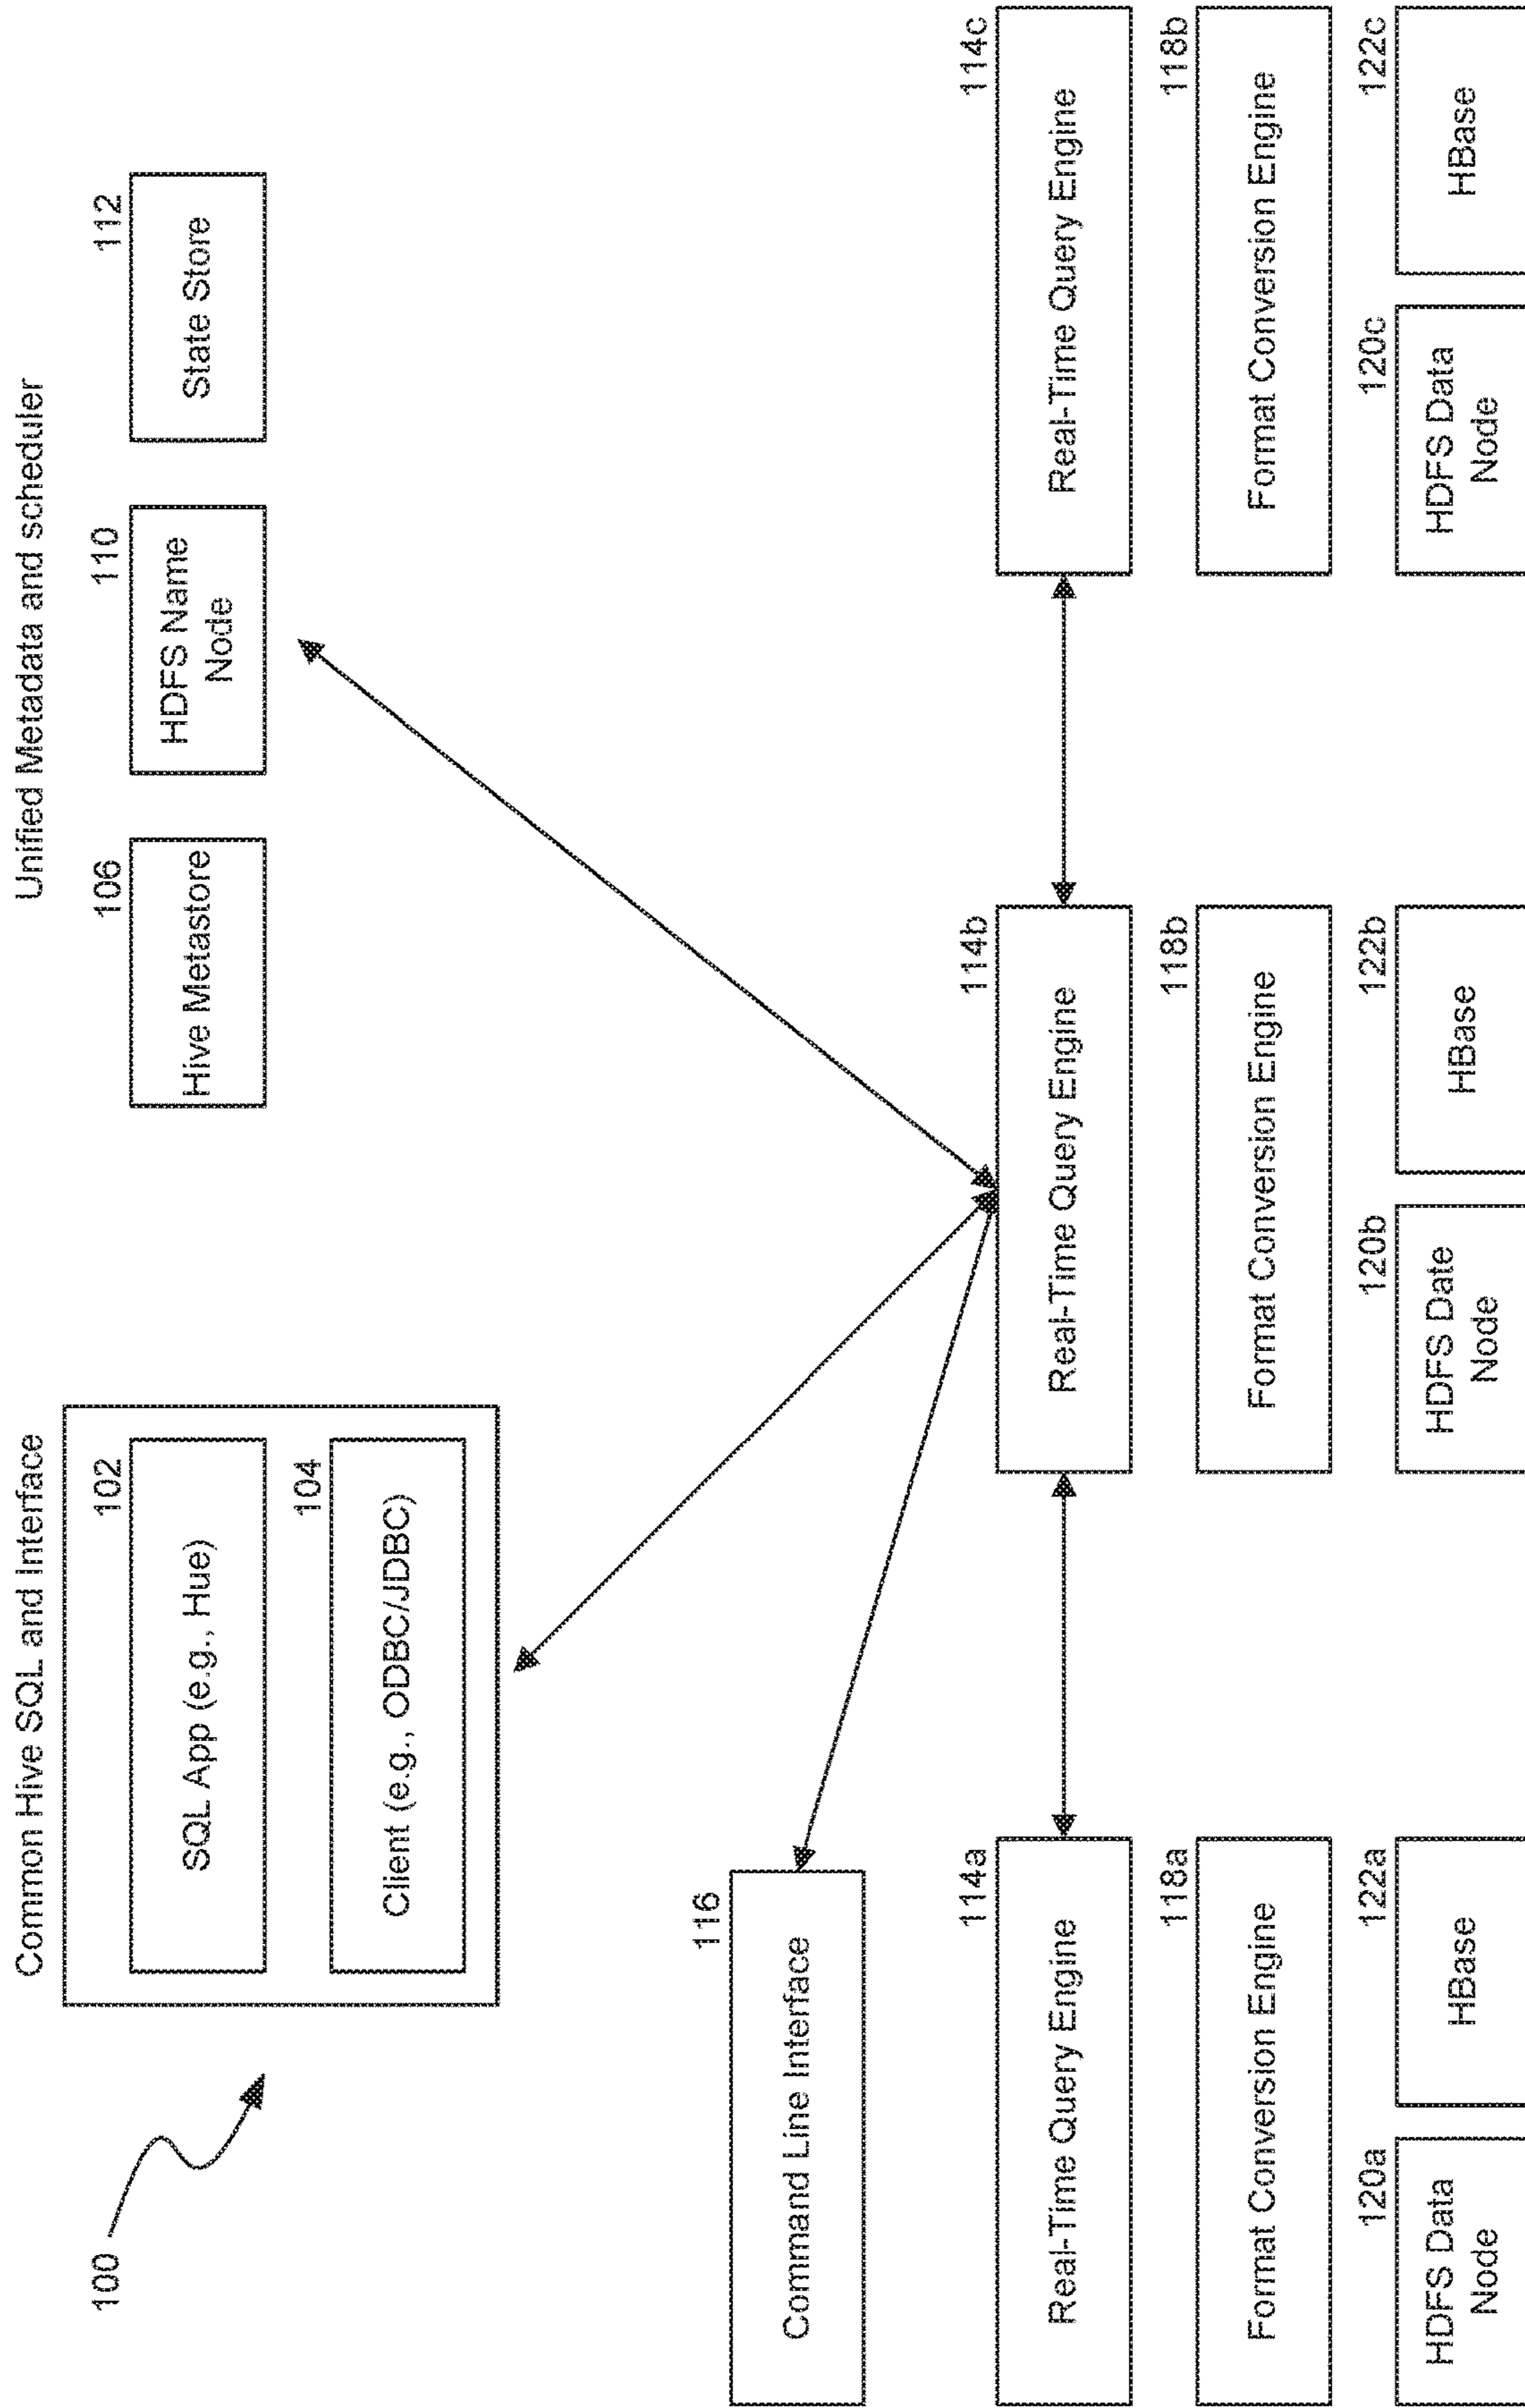 Common Hive SQL and Interface
Unified Metadata and scheduler
100
102
SQL App (e.g., Hue)
104
Client (e.g., ODBC/JDBC)
106
Hive Metastore
110
HDFS Name
Node
112
State Store
116
Command Line Interface
114a
Real-Time Query Engine
114b
Real-Time Query Engine
114c
Real-Time Query Engine
118a
Format Conversion Engine
118b
Format Conversion Engine
118b
Format Conversion Engine
120a
HDFS Data
Node
122a
HBase
120b
HDFS Date
Node
122b
HBase
120c
HDFS Data
Node
122c
HBase